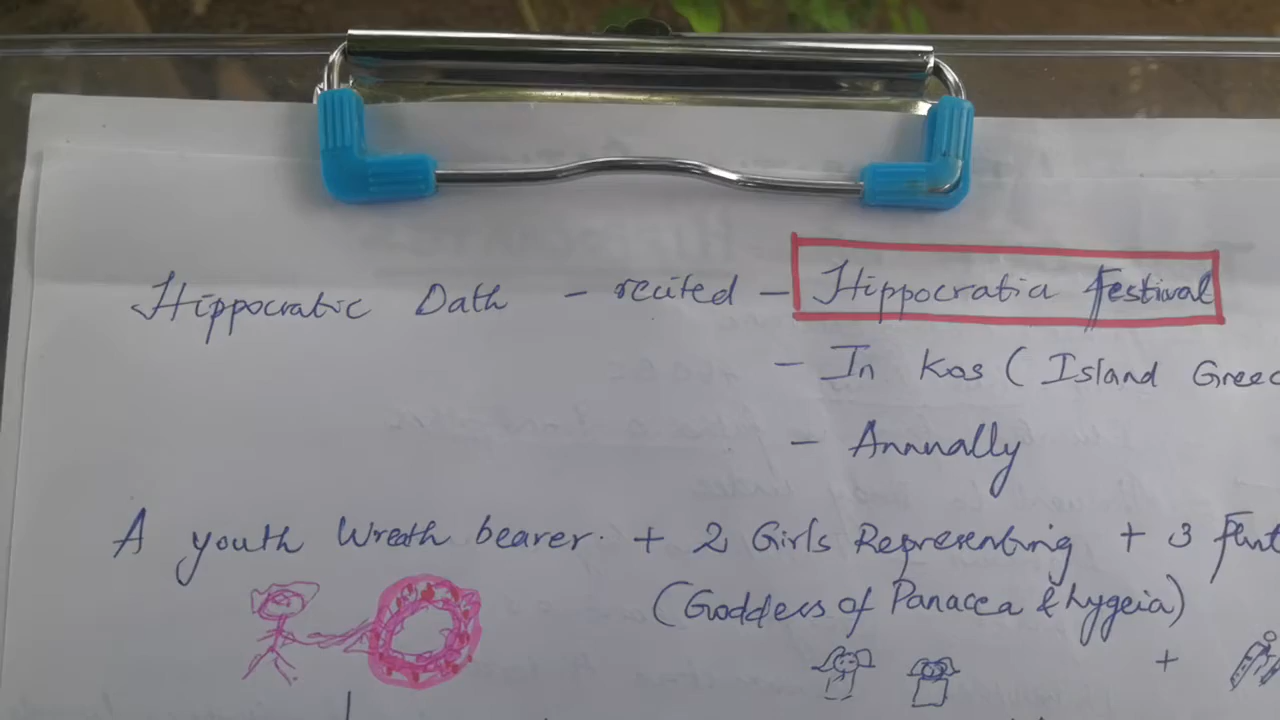 Hippocratic Oath - recited - Hippocratia Festival
- In Kos ( Island Greec
- Annually
A youth Wreath bearer. + 2 Girls Representing + 3
(Goddess of Panacea & hygeia)
+